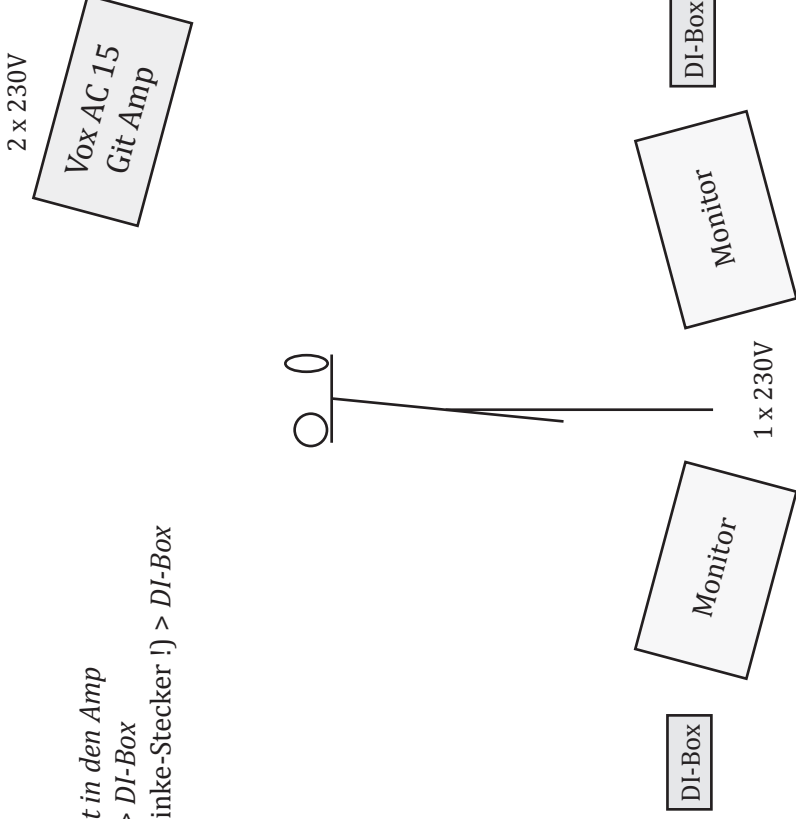 2 x 230V
Vox AC 15
Git Amp
t in den Amp
> DI-Box
inke-Stecker !) > DI-Box
DI-Box
Monitor
Monitor
DI-Box
1 x 230V